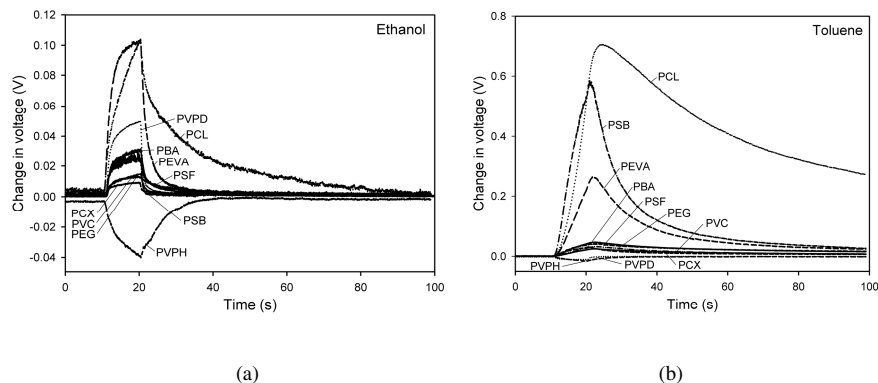 Ethanol
Change in voltage (V)
0.12
0.10
0.08
0.06
0.04
0.02
0.00
-0.02
-0.04
-0.06
PVPD
PCL
PBA
PEVA
PSF
PCX
PVC
PEG
PSB
PVPH
0 20 40 60 80 100
Time (s)
(a)
Toluene
Change in voltage (V)
0.8
0.6
0.4
0.2
0.0
PCL
PSB
PEVA
PBA
PSF
PEG
PVC
PVPH
PVPD
PCX
0 20 40 60 80 100
Time (s)
(b)